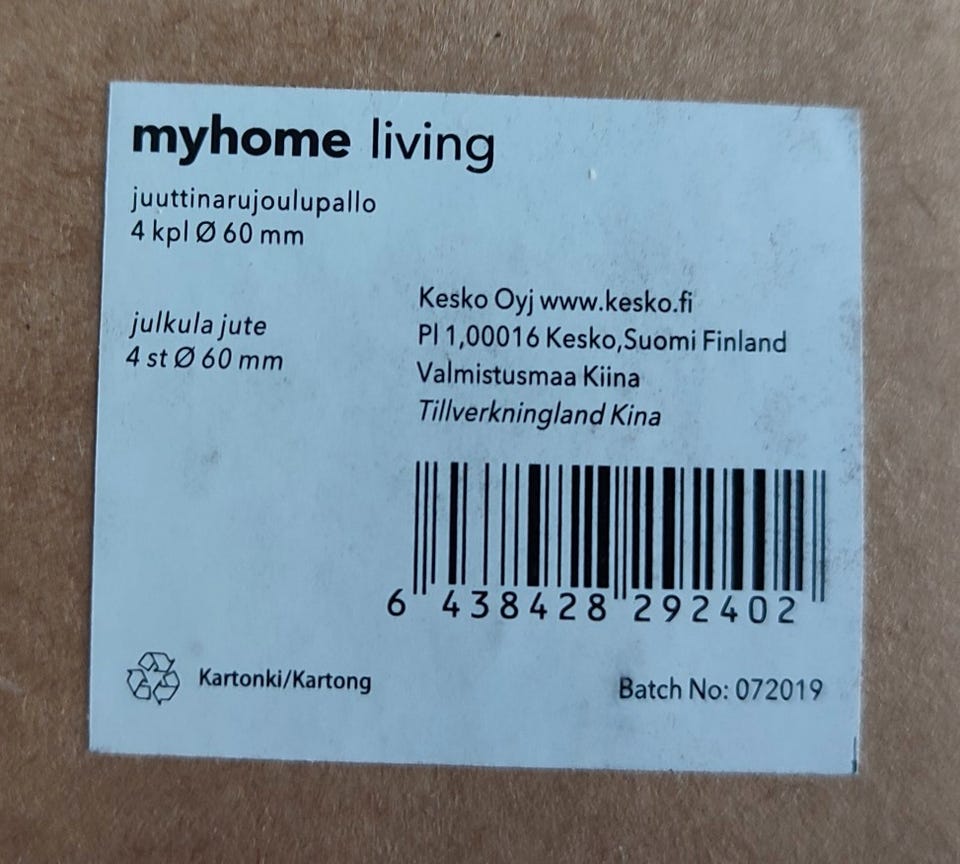 myhome living
juuttinarujoulupallo
4 kpl Ø 60 mm
julkula jute
4 st Ø 60 mm
Kesko Oyj www.kesko.fi
Pl 1,00016 Kesko,Suomi Finland
Valmistusmaa Kiina
Tillverkningland Kina
6 438428 292402
Kartonki/Kartong
Batch No: 072019